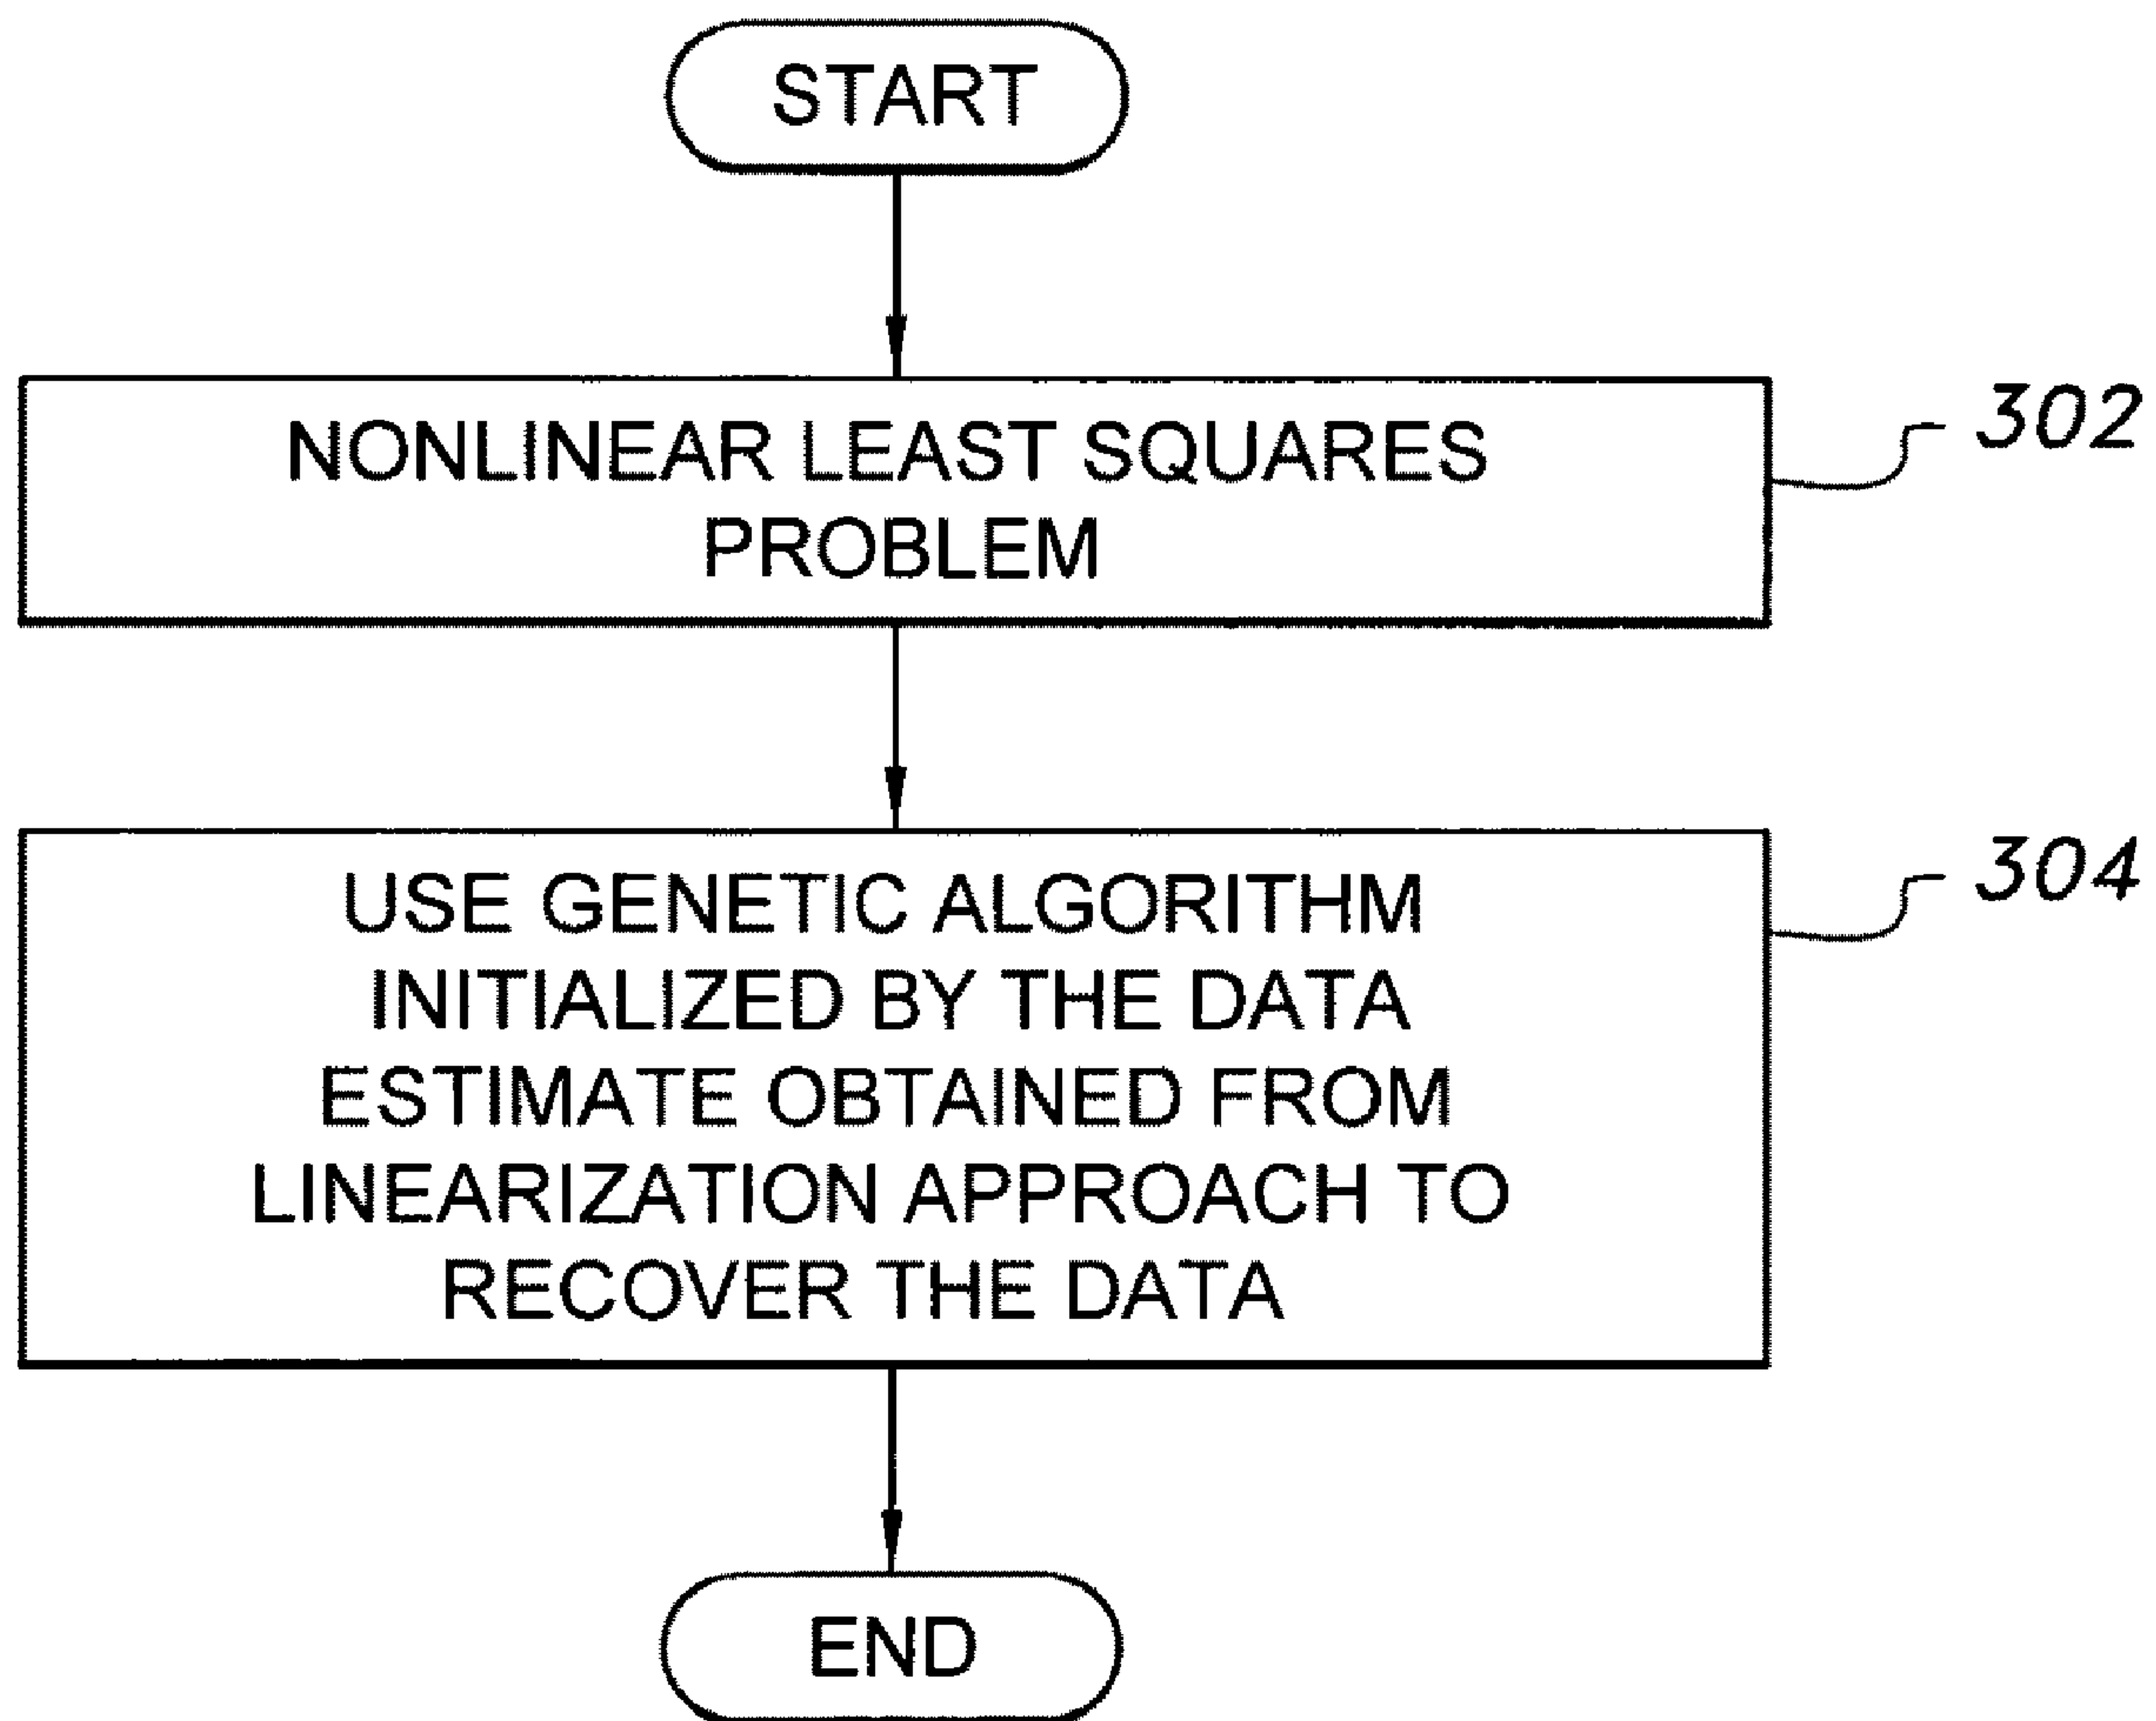 START
NONLINEAR LEAST SQUARES
PROBLEM
302
USE GENETIC ALGORITHM
INITIALIZED BY THE DATA
ESTIMATE OBTAINED FROM
LINEARIZATION APPROACH TO
RECOVER THE DATA
304
END